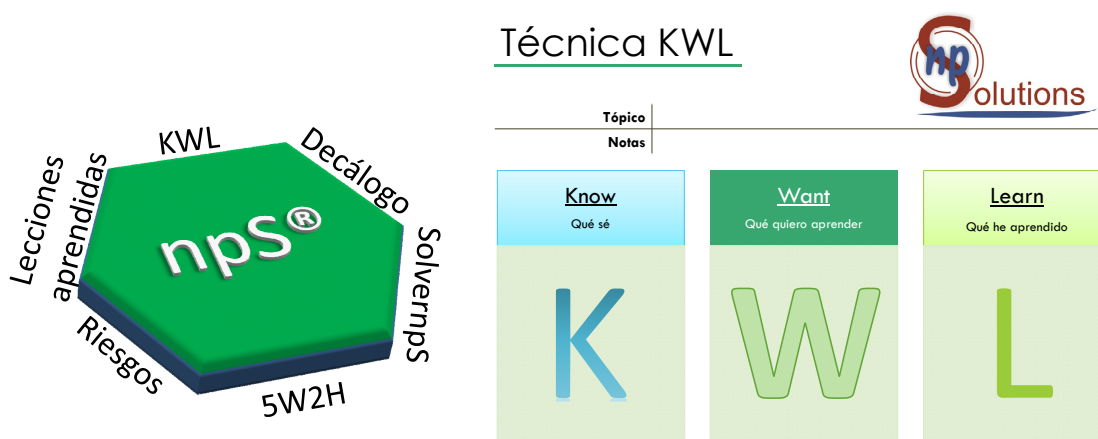 KWL
Decálogo
SolvernpS
5W2H
Riesgos
Lecciones
aprendidas
npS®
Técnica KWL
npSolutions
Tópico
Notas
Know
Qué sé
K
Want
Qué quiero aprender
W
Learn
Qué he aprendido
L